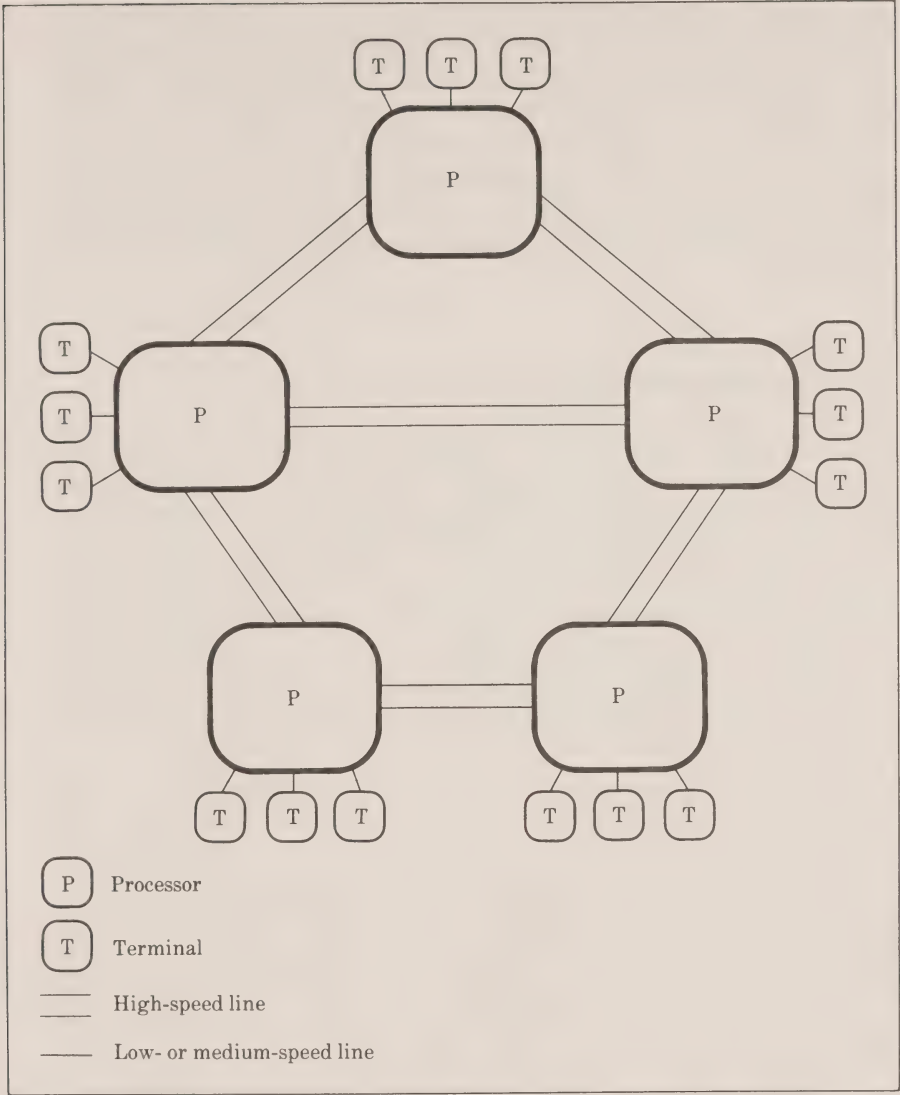 T T T
P
T T
P P
T T
T T
P P
T T T T T T
P Processor
T Terminal
High-speed line
Low- or medium-speed line